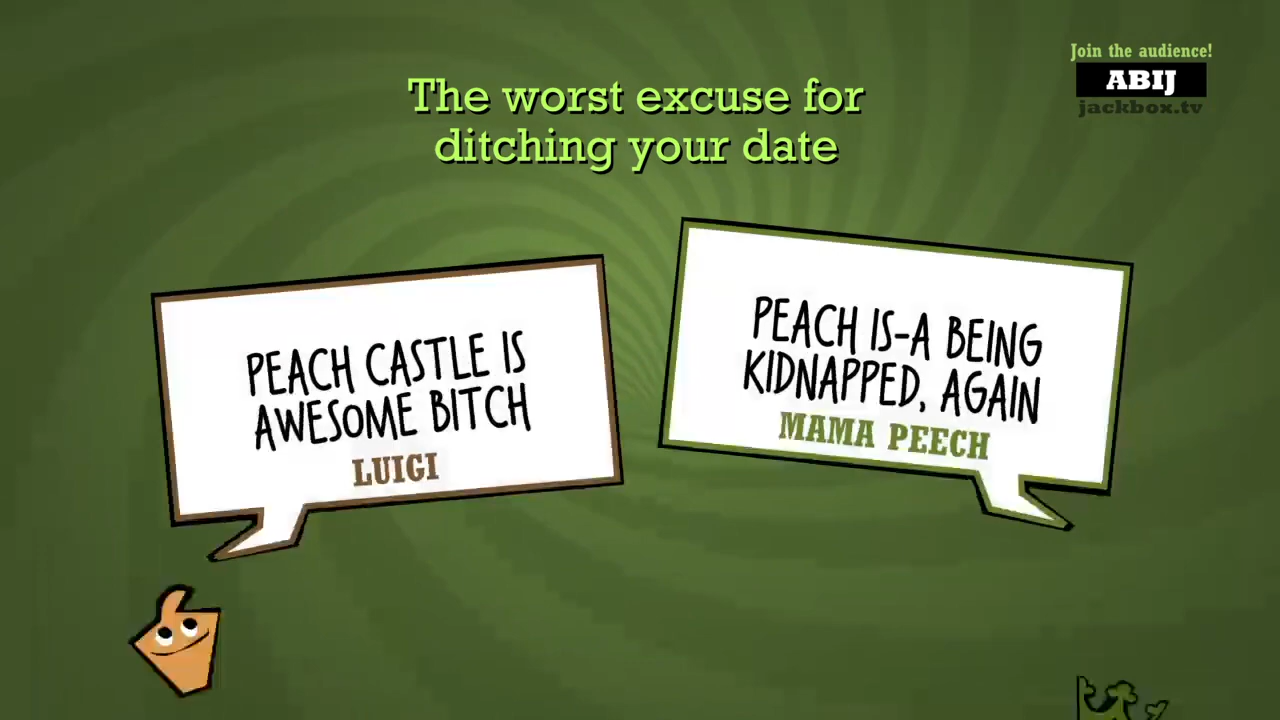 Join the audience!
ABIJ
jackbox.tv
The worst excuse for
ditching your date
PEACH CASTLE IS
AWESOME BITCH
LUIGI
PEACH IS-A BEING
KIDNAPPED, AGAIN
MAMA PEECH